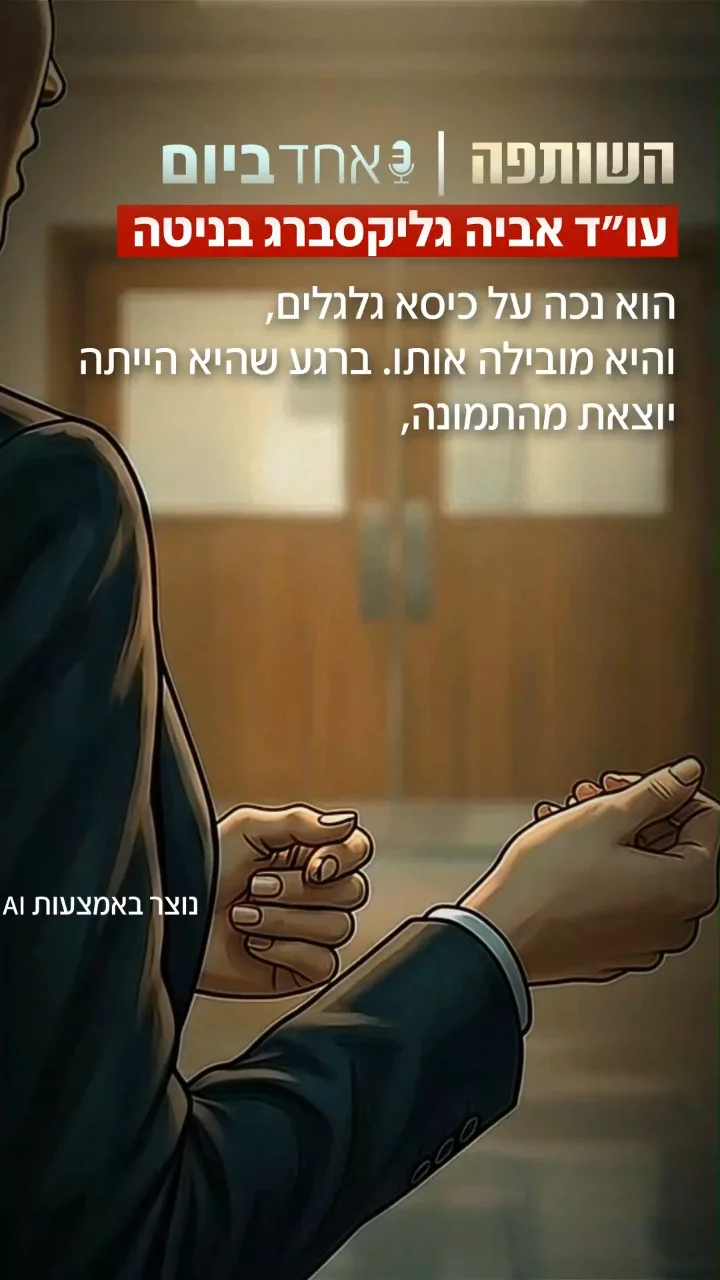 השותפה | אחד ביום
עו״ד אביה גליקסברג בניטה
הוא נכה על כיסא גלגלים,
והיא מובילה אותו. ברגע שהיא הייתה
יוצאת מהתמונה,
נוצר באמצעות AI